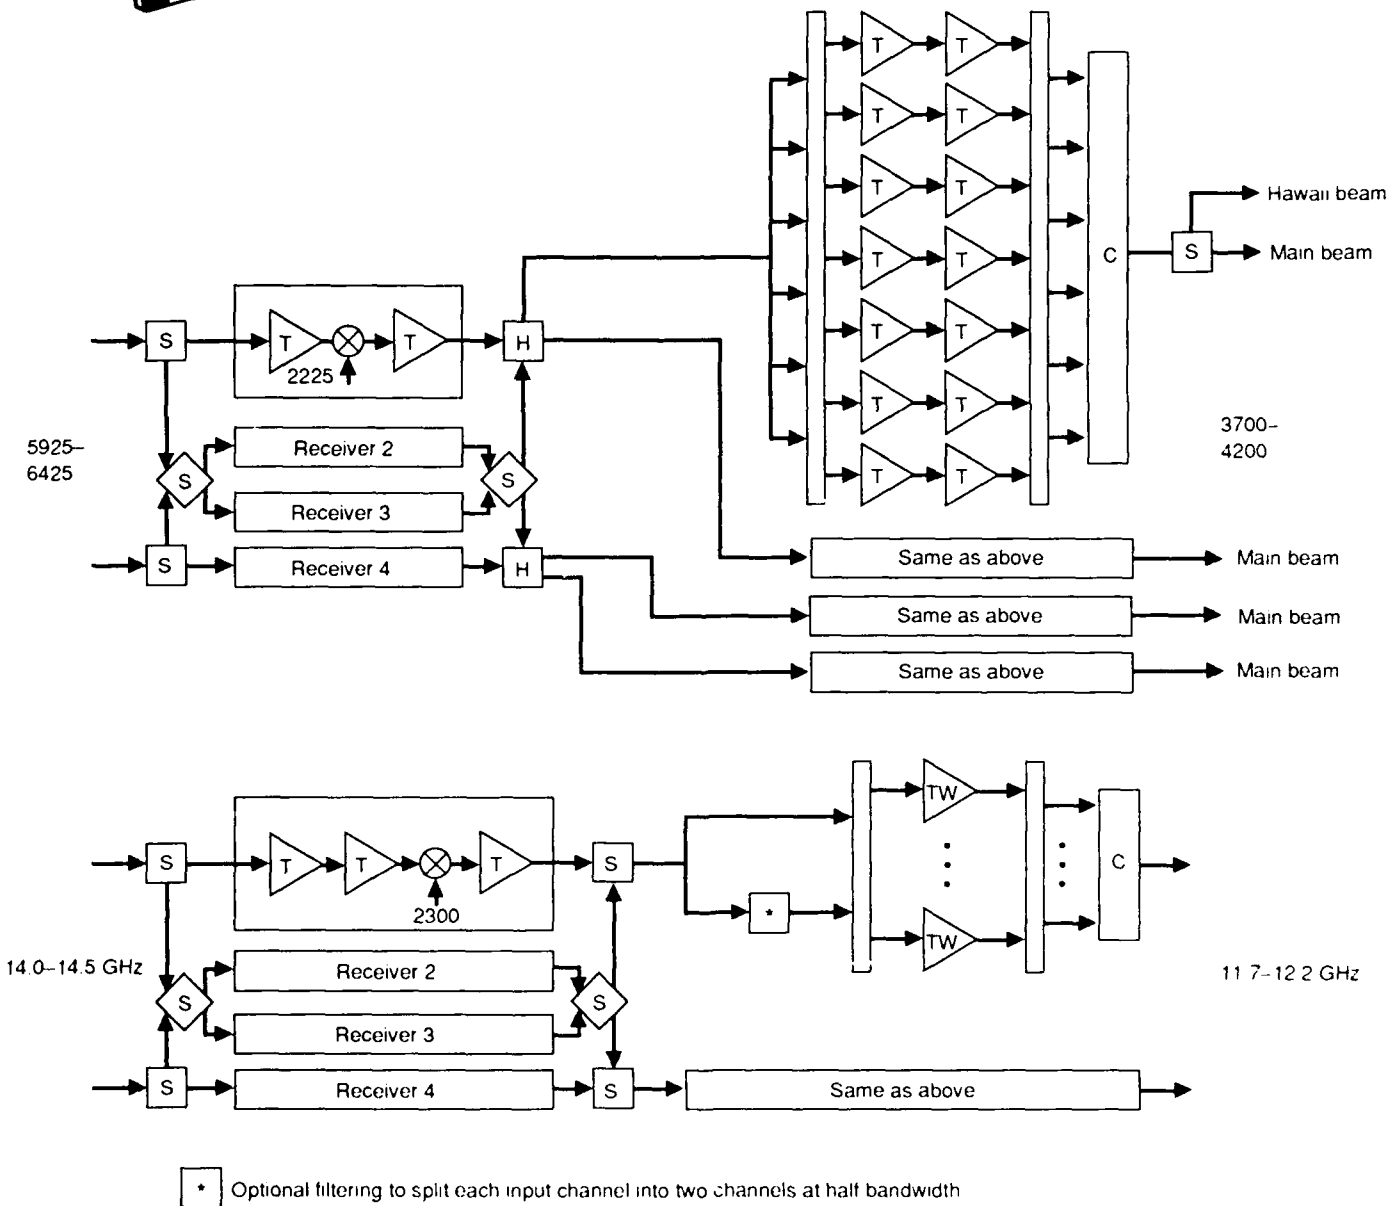 T T
T T
T T
T T
T T
T T
T T
C
S
Hawaii beam
Main beam
3700–
4200
S
T
T
2225
H
5925–
6425
Receiver 2
S
S
Receiver 3
S
Receiver 4
H
Same as above
Main beam
Same as above
Main beam
Same as above
Main beam
S
T
T
T
2300
S
*
TW
TW
C
14.0–14.5 GHz
Receiver 2
S
S
Receiver 3
S
Receiver 4
S
Same as above
11 7–12 2 GHz
* Optional filtering to split each input channel into two channels at half bandwidth